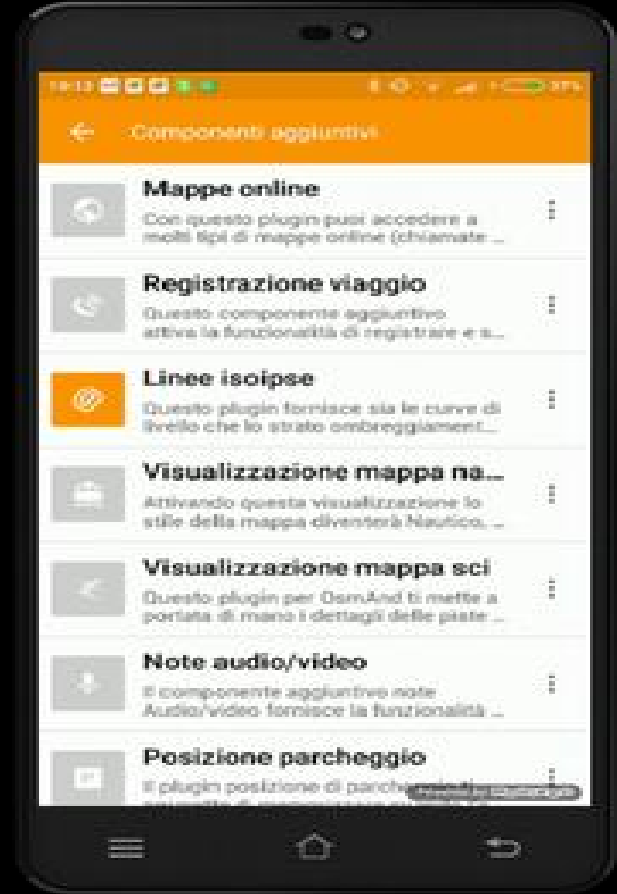 Componenti aggiuntivi
Mappe online
Con questo plugin puoi accedere a
molti tipi di mappe online (chiamate ...
Registrazione viaggio
Questo componente aggiuntivo
attiva la funzionalità di registrare e s...
Linee isoipse
Questo plugin fornisce sia le curve di
livello che lo strato ombreggiament...
Visualizzazione mappa na...
Attivando questa visualizzazione lo
stile della mappa diventerà Nautico, ...
Visualizzazione mappa sci
Questo plugin per OsmAnd ti mette a
portata di mano i dettagli delle piste ...
Note audio/video
Il componente aggiuntivo note
Audio/video fornisce la funzionalità ...
Posizione parcheggio
Il plugin posizione di